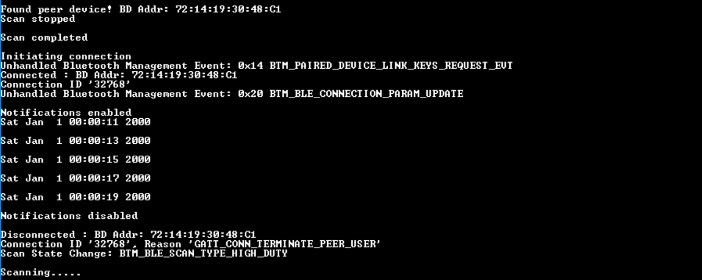 Found peer device! BD Addr: 72:14:19:30:48:C1
Scan stopped
Scan completed
Initiating connection
Unhandled Bluetooth Management Event: 0x14 BTM_PAIRED_DEVICE_LINK_KEYS_REQUEST_EVT
Connected : BD Addr: 72:14:19:30:48:C1
Connection ID '32768'
Unhandled Bluetooth Management Event: 0x20 BTM_BLE_CONNECTION_PARAM_UPDATE
Notifications enabled
Sat Jan  1 00:00:11 2000
Sat Jan  1 00:00:13 2000
Sat Jan  1 00:00:15 2000
Sat Jan  1 00:00:17 2000
Sat Jan  1 00:00:19 2000
Notifications disabled
Disconnected : BD Addr: 72:14:19:30:48:C1
Connection ID '32768', Reason 'GATT_CONN_TERMINATE_PEER_USER'
Scan State Change: BTM_BLE_SCAN_TYPE_HIGH_DUTY
Scanning.....